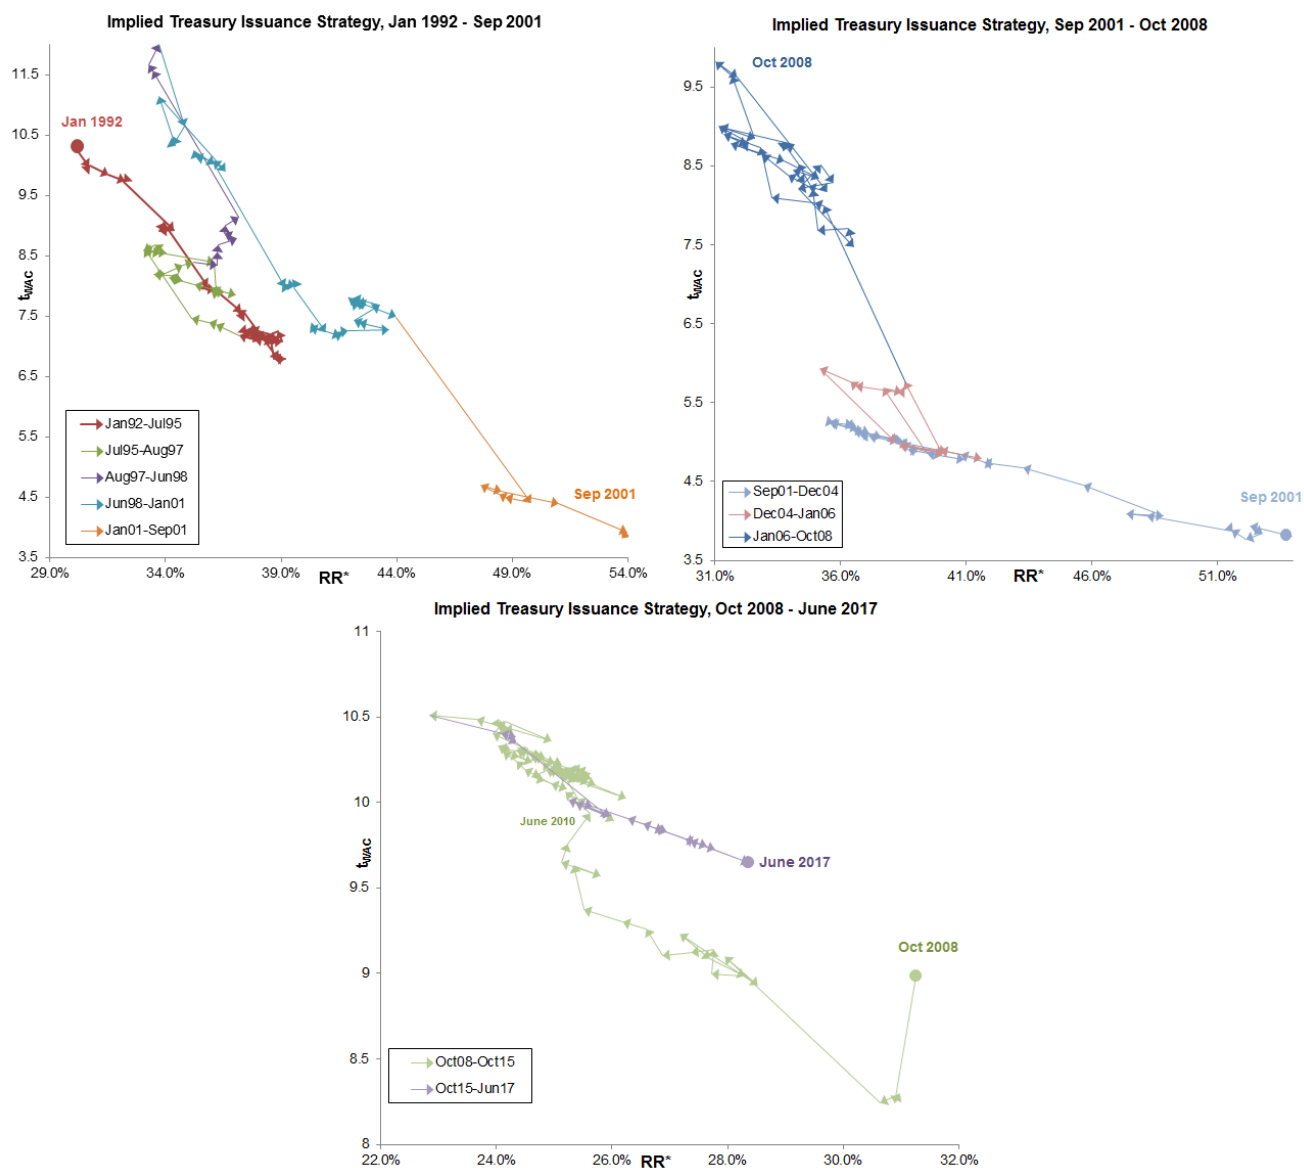 Implied Treasury Issuance Strategy, Jan 1992 - Sep 2001
11.5
10.5
9.5
8.5
7.5
6.5
5.5
4.5
3.5
tWAC
Jan 1992
Sep 2001
Jan92-Jul95
Jul95-Aug97
Aug97-Jun98
Jun98-Jan01
Jan01-Sep01
29.0%
34.0%
39.0%
44.0%
49.0%
54.0%
RR*
Implied Treasury Issuance Strategy, Sep 2001 - Oct 2008
9.5
8.5
7.5
6.5
5.5
4.5
3.5
tWAC
Oct 2008
Sep 2001
Sep01-Dec04
Dec04-Jan06
Jan06-Oct08
31.0%
36.0%
41.0%
46.0%
51.0%
RR*
Implied Treasury Issuance Strategy, Oct 2008 - June 2017
11
10.5
10
9.5
9
8.5
8
tWAC
June 2010
June 2017
Oct 2008
Oct08-Oct15
Oct15-Jun17
22.0%
24.0%
26.0%
28.0%
30.0%
32.0%
RR*